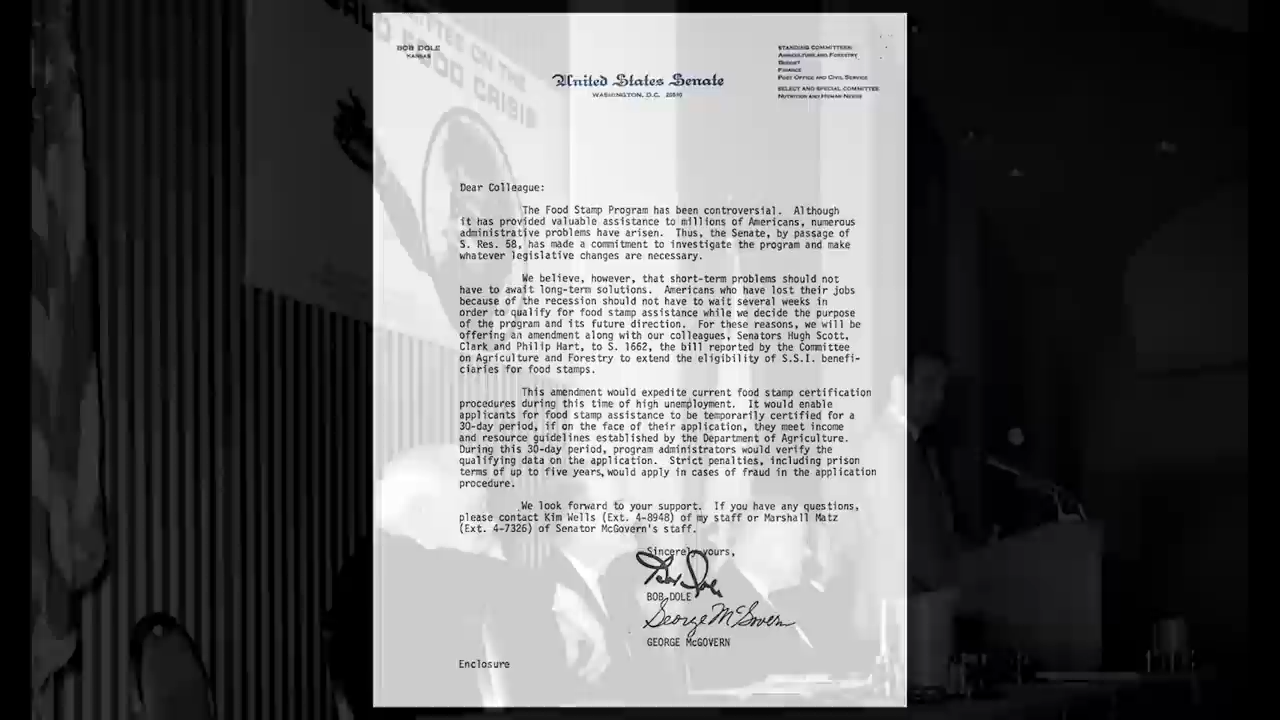 BOB DOLE
KANSAS
STANDING COMMITTEES:
AGRICULTURE AND FORESTRY
BUDGET
FINANCE
POST OFFICE AND CIVIL SERVICE
SELECT AND SPECIAL COMMITTEE
NUTRITION AND HUMAN NEEDS
United States Senate
WASHINGTON, D.C. 20510
FOOD CRISIS
Dear Colleague:
The Food Stamp Program has been controversial. Although
it has provided valuable assistance to millions of Americans, numerous
administrative problems have arisen. Thus, the Senate, by passage of
S. Res. 58, has made a commitment to investigate the program and make
whatever legislative changes are necessary.
We believe, however, that short-term problems should not
have to await long-term solutions. Americans who have lost their jobs
because of the recession should not have to wait several weeks in
order to qualify for food stamp assistance while we decide the purpose
of the program and its future direction. For these reasons, we will be
offering an amendment along with our colleagues, Senators Hugh Scott,
Clark and Philip Hart, to S. 1662, the bill reported by the Committee
on Agriculture and Forestry to extend the eligibility of S.S.I. benefi-
ciaries for food stamps.
This amendment would expedite current food stamp certification
procedures during this time of high unemployment. It would enable
applicants for food stamp assistance to be temporarily certified for a
30-day period, if on the face of their application, they meet income
and resource guidelines established by the Department of Agriculture.
During this 30-day period, program administrators would verify the
qualifying data on the application. Strict penalties, including prison
terms of up to five years, would apply in cases of fraud in the application
procedure.
We look forward to your support. If you have any questions,
please contact Kim Wells (Ext. 4-8948) of my staff or Marshall Matz
(Ext. 4-7326) of Senator McGovern's staff.
Sincerely yours,
Bob Dole
BOB DOLE
George McGovern
GEORGE McGOVERN
Enclosure